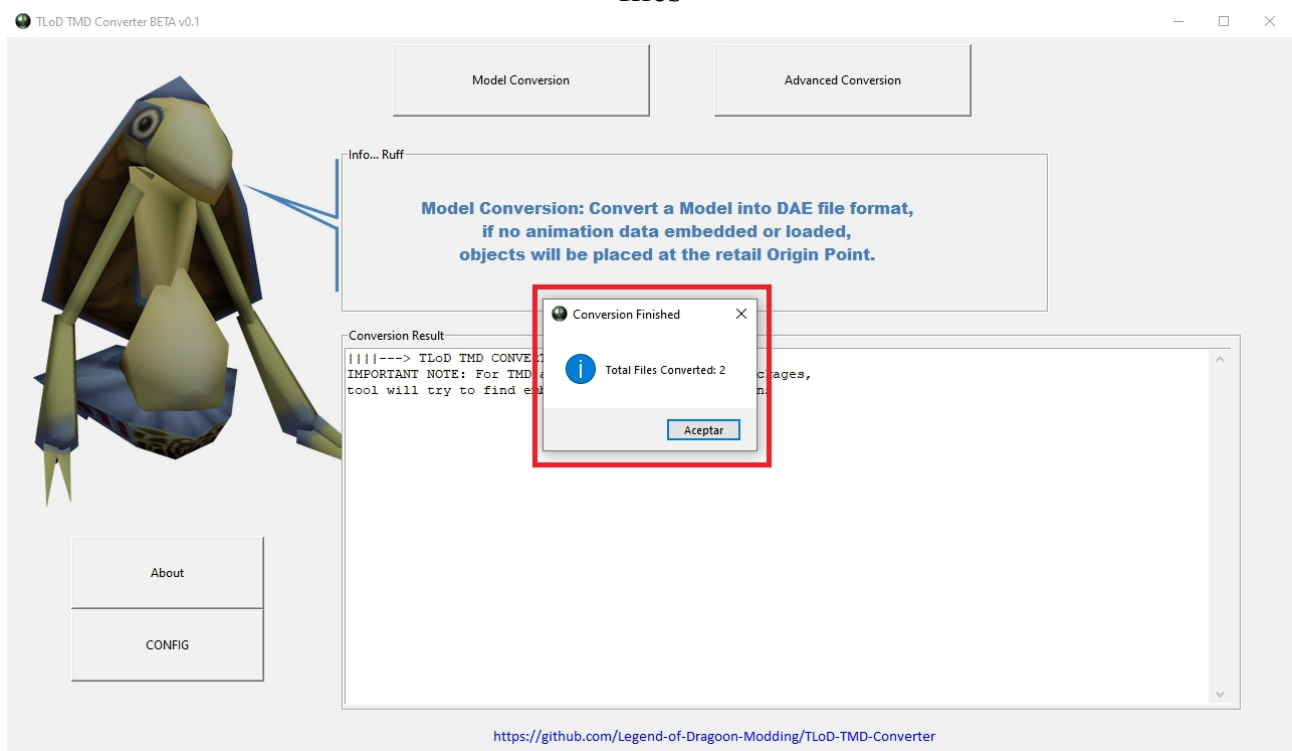 TLoD TMD Converter BETA v0.1
Model Conversion
Advanced Conversion
Info... Ruff
Model Conversion: Convert a Model into DAE file format,
if no animation data embedded or loaded,
objects will be placed at the retail Origin Point.
Conversion Finished
Total Files Converted: 2
Aceptar
Conversion Result
||||---> TLoD TMD
IMPORTANT NOTE: For TMD
tool will try to find
About
CONFIG
https://github.com/Legend-of-Dragoon-Modding/TLoD-TMD-Converter